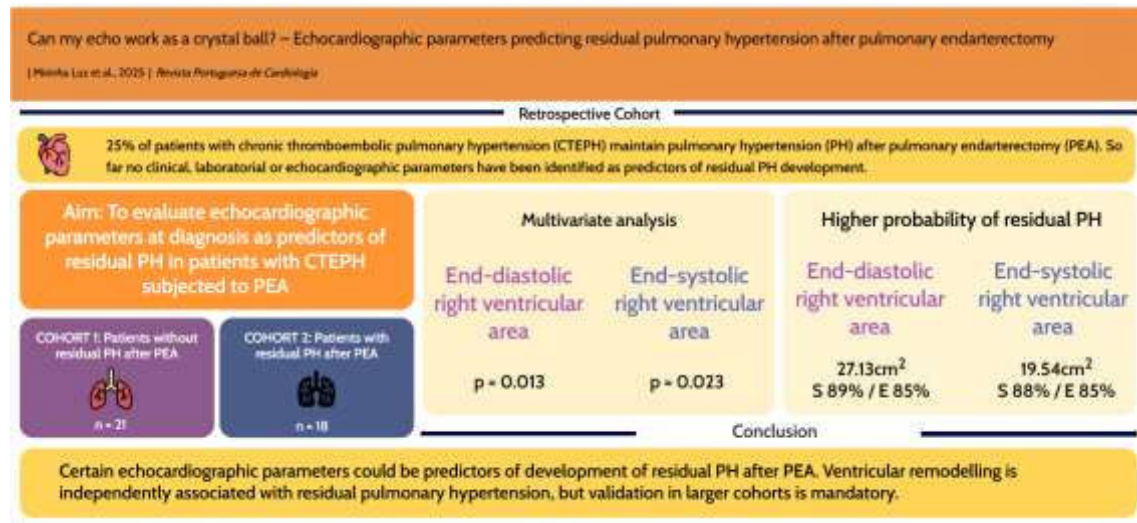 Can my echo work as a crystal ball? – Echocardiographic parameters predicting residual pulmonary hypertension after pulmonary endarterectomy
| Meinha Luz et al., 2025 | Revista Portuguesa de Cardiologia
Retrospective Cohort
25% of patients with chronic thromboembolic pulmonary hypertension (CTEPH) maintain pulmonary hypertension (PH) after pulmonary endarterectomy (PEA). So
far no clinical, laboratorial or echocardiographic parameters have been identified as predictors of residual PH development.
Aim: To evaluate echocardiographic
parameters at diagnosis as predictors of
residual PH in patients with CTEPH
subjected to PEA
COHORT 1: Patients without
residual PH after PEA
n = 21
COHORT 2: Patients with
residual PH after PEA
n = 18
Multivariate analysis
End-diastolic
right ventricular
area
p = 0.013
End-systolic
right ventricular
area
p = 0.023
Higher probability of residual PH
End-diastolic
right ventricular
area
27.13cm²
S 89% / E 85%
End-systolic
right ventricular
area
19.54cm²
S 88% / E 85%
Conclusion
Certain echocardiographic parameters could be predictors of development of residual PH after PEA. Ventricular remodelling is
independently associated with residual pulmonary hypertension, but validation in larger cohorts is mandatory.